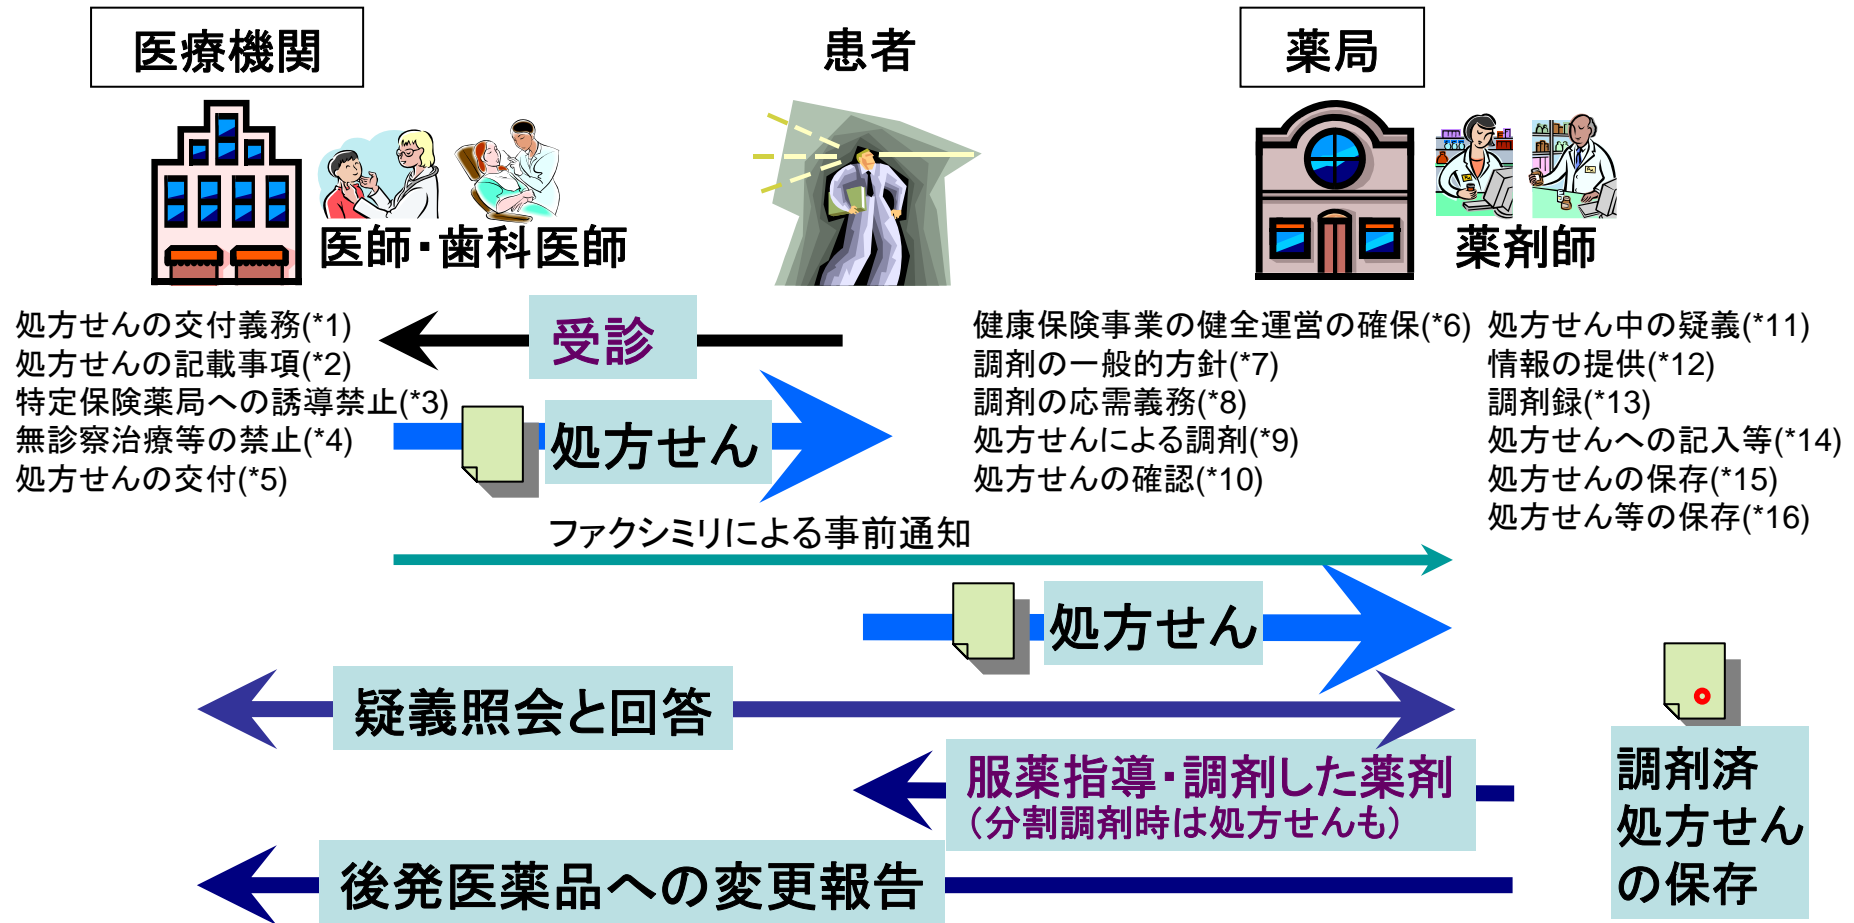 医療機関
患者
薬局
医師・歯科医師
薬剤師
処方せんの交付義務(*1)
処方せんの記載事項(*2)
特定保険薬局への誘導禁止(*3)
無診察治療等の禁止(*4)
処方せんの交付(*5)
受診
処方せん
健康保険事業の健全運営の確保(*6)
調剤の一般的方針(*7)
調剤の応需義務(*8)
処方せんによる調剤(*9)
処方せんの確認(*10)
処方せん中の疑義(*11)
情報の提供(*12)
調剤録(*13)
処方せんへの記入等(*14)
処方せんの保存(*15)
処方せん等の保存(*16)
ファクシミリによる事前通知
処方せん
疑義照会と回答
服薬指導・調剤した薬剤
（分割調剤時は処方せんも）
後発医薬品への変更報告
調剤済
処方せん
の保存